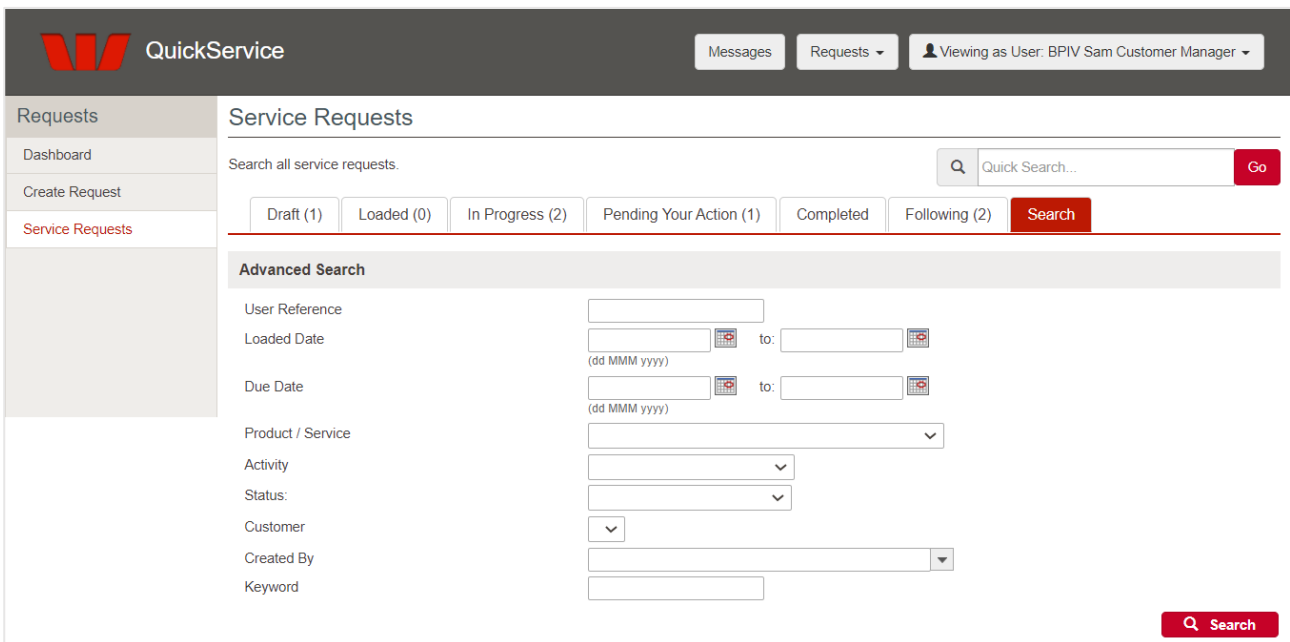 QuickService
Messages
Requests
Viewing as User: BPIV Sam Customer Manager
Requests
Dashboard
Create Request
Service Requests
Service Requests
Search all service requests.
Quick Search...
Go
Draft (1)
Loaded (0)
In Progress (2)
Pending Your Action (1)
Completed
Following (2)
Search
Advanced Search
User Reference
Loaded Date
to:
(dd MMM yyyy)
Due Date
to:
(dd MMM yyyy)
Product / Service
Activity
Status:
Customer
Created By
Keyword
Search